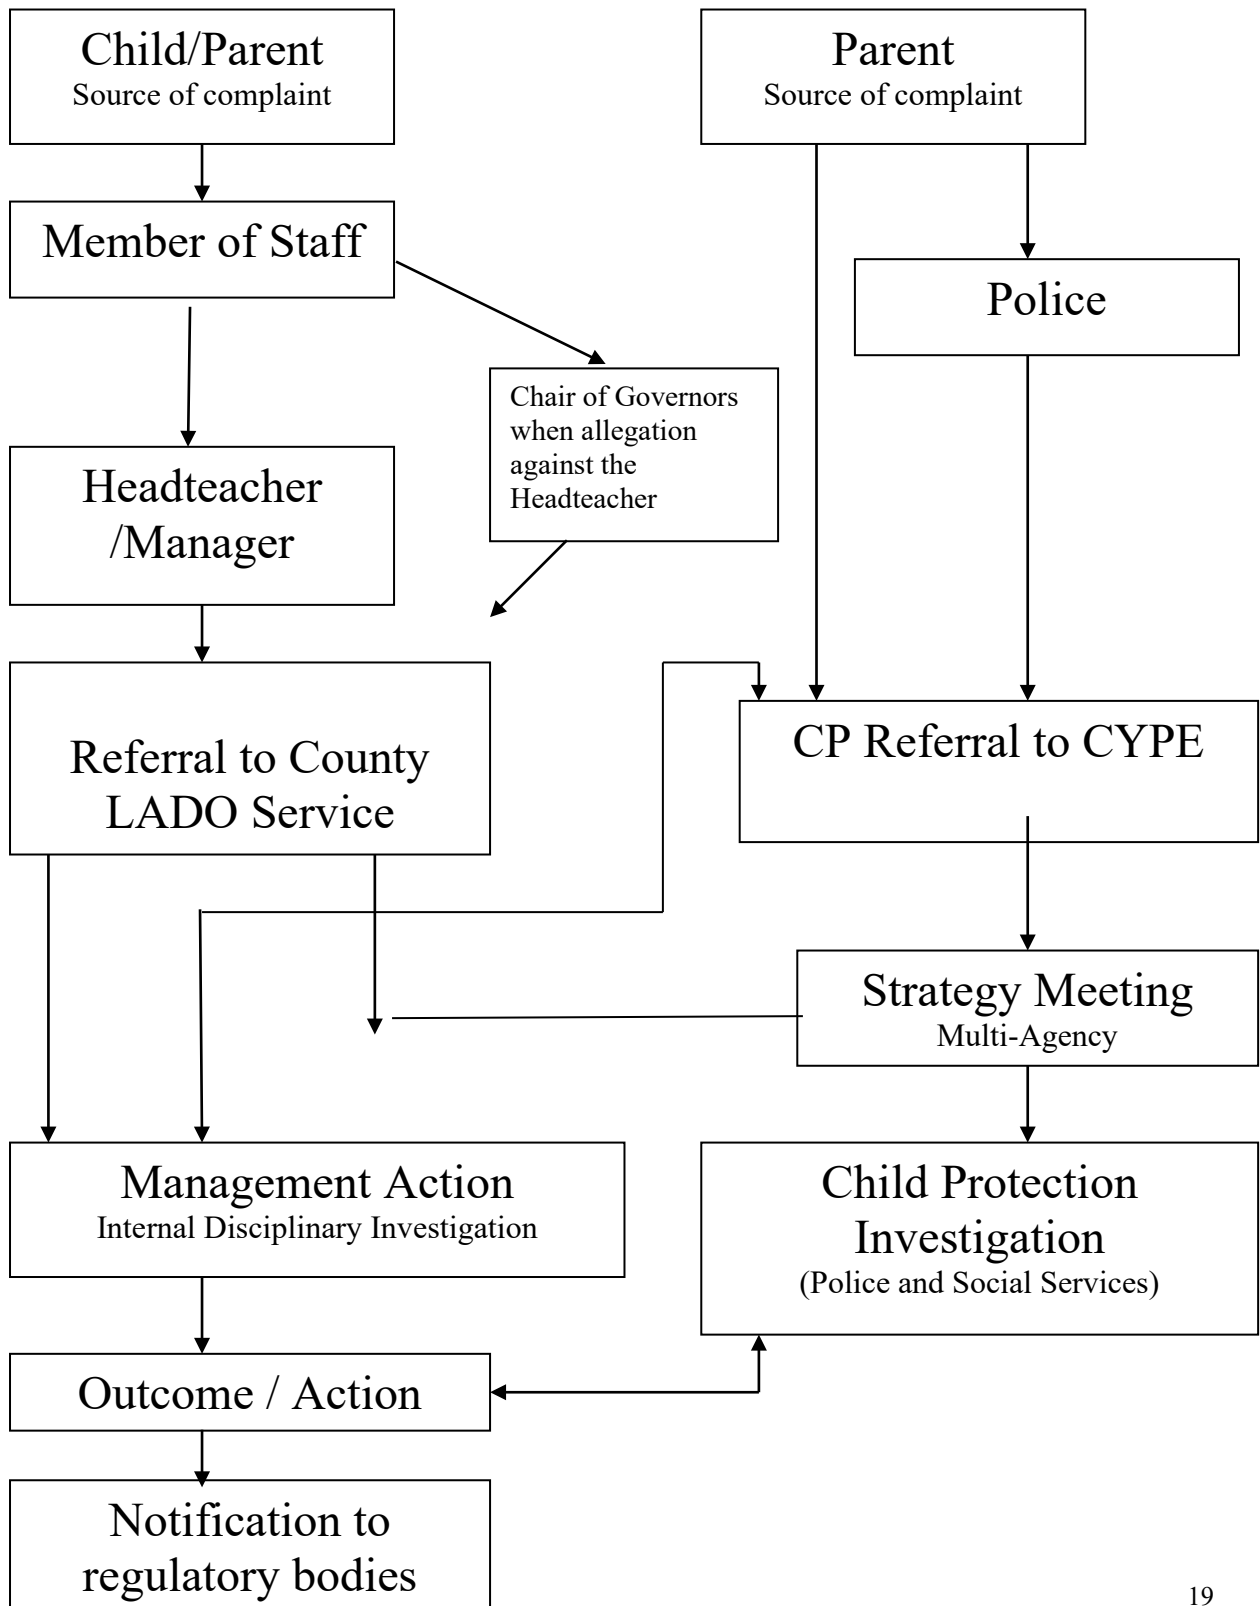 Child/Parent
Source of complaint
Parent
Source of complaint
Member of Staff
Police
Chair of Governors
when allegation
against the
Headteacher
Headteacher
/Manager
Referral to County
LADO Service
CP Referral to CYPE
Strategy Meeting
Multi-Agency
Management Action
Internal Disciplinary Investigation
Child Protection
Investigation
(Police and Social Services)
Outcome / Action
Notification to
regulatory bodies
19